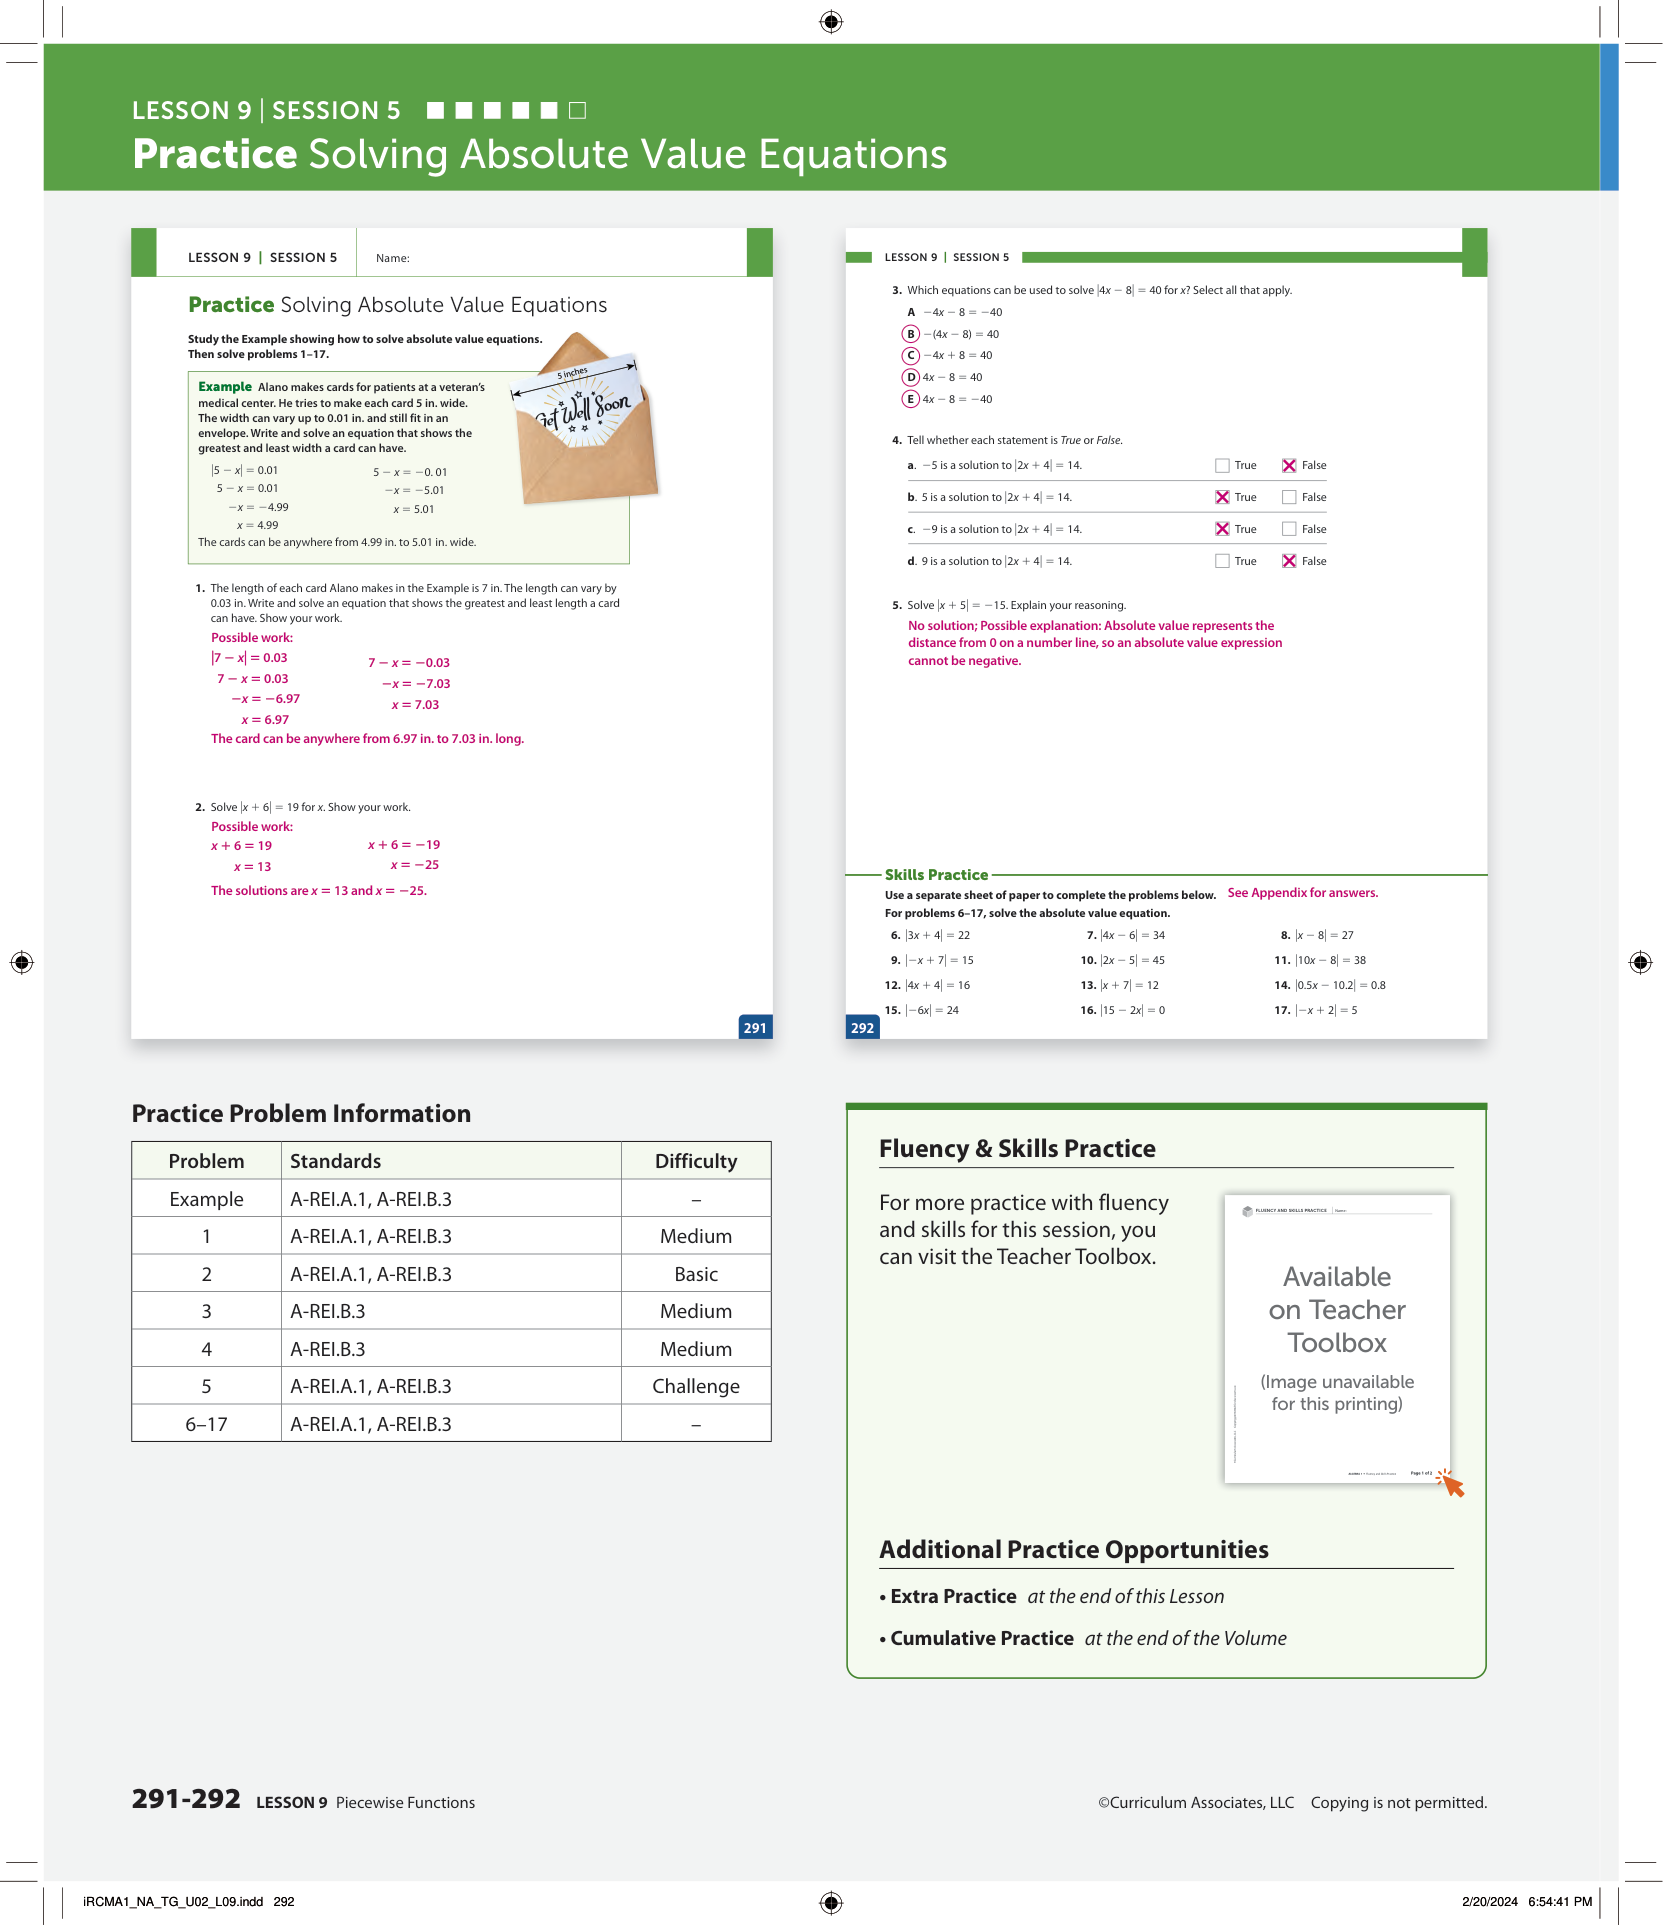 LESSON 9 | SESSION 5
Practice Solving Absolute Value Equations
LESSON 9 | SESSION 5
Name:
Practice Solving Absolute Value Equations
Study the Example showing how to solve absolute value equations.
Then solve problems 1–17.
Example Alano makes cards for patients at a veteran's
medical center. He tries to make each card 5 in. wide.
The width can vary up to 0.01 in. and still fit in an
envelope. Write and solve an equation that shows the
greatest and least width a card can have.
|5 − x| = 0.01
5 − x = 0.01
−x = −4.99
x = 4.99
5 − x = −0. 01
−x = −5.01
x = 5.01
The cards can be anywhere from 4.99 in. to 5.01 in. wide.
5 inches
Get Well Soon
1. The length of each card Alano makes in the Example is 7 in. The length can vary by
0.03 in. Write and solve an equation that shows the greatest and least length a card
can have. Show your work.
Possible work:
|7 − x| = 0.03
7 − x = 0.03
−x = −6.97
x = 6.97
7 − x = −0.03
−x = −7.03
x = 7.03
The card can be anywhere from 6.97 in. to 7.03 in. long.
2. Solve |x + 6| = 19 for x. Show your work.
Possible work:
x + 6 = 19
x = 13
x + 6 = −19
x = −25
The solutions are x = 13 and x = −25.
291
LESSON 9 | SESSION 5
3. Which equations can be used to solve |4x − 8| = 40 for x? Select all that apply.
A −4x − 8 = −40
B −(4x − 8) = 40
C −4x + 8 = 40
D 4x − 8 = 40
E 4x − 8 = −40
4. Tell whether each statement is True or False.
a. −5 is a solution to |2x + 4| = 14. True False
b. 5 is a solution to |2x + 4| = 14. True False
c. −9 is a solution to |2x + 4| = 14. True False
d. 9 is a solution to |2x + 4| = 14. True False
5. Solve |x + 5| = −15. Explain your reasoning.
No solution; Possible explanation: Absolute value represents the
distance from 0 on a number line, so an absolute value expression
cannot be negative.
Skills Practice
Use a separate sheet of paper to complete the problems below. See Appendix for answers.
For problems 6–17, solve the absolute value equation.
6. |3x + 4| = 22 7. |4x − 6| = 34 8. |x − 8| = 27
9. |−x + 7| = 15 10. |2x − 5| = 45 11. |10x − 8| = 38
12. |4x + 4| = 16 13. |x + 7| = 12 14. |0.5x − 10.2| = 0.8
15. |−6x| = 24 16. |15 − 2x| = 0 17. |−x + 2| = 5
292
Practice Problem Information
Problem Standards Difficulty
Example A-REI.A.1, A-REI.B.3 –
1 A-REI.A.1, A-REI.B.3 Medium
2 A-REI.A.1, A-REI.B.3 Basic
3 A-REI.B.3 Medium
4 A-REI.B.3 Medium
5 A-REI.A.1, A-REI.B.3 Challenge
6–17 A-REI.A.1, A-REI.B.3 –
Fluency & Skills Practice
For more practice with fluency
and skills for this session, you
can visit the Teacher Toolbox.
FLUENCY AND SKILLS PRACTICE Name:
Available
on Teacher
Toolbox
(Image unavailable
for this printing)
Page 1 of 2
Additional Practice Opportunities
• Extra Practice at the end of this Lesson
• Cumulative Practice at the end of the Volume
291-292 LESSON 9 Piecewise Functions
©Curriculum Associates, LLC Copying is not permitted.
iRCMA1_NA_TG_U02_L09.indd 292
2/20/2024 6:54:41 PM